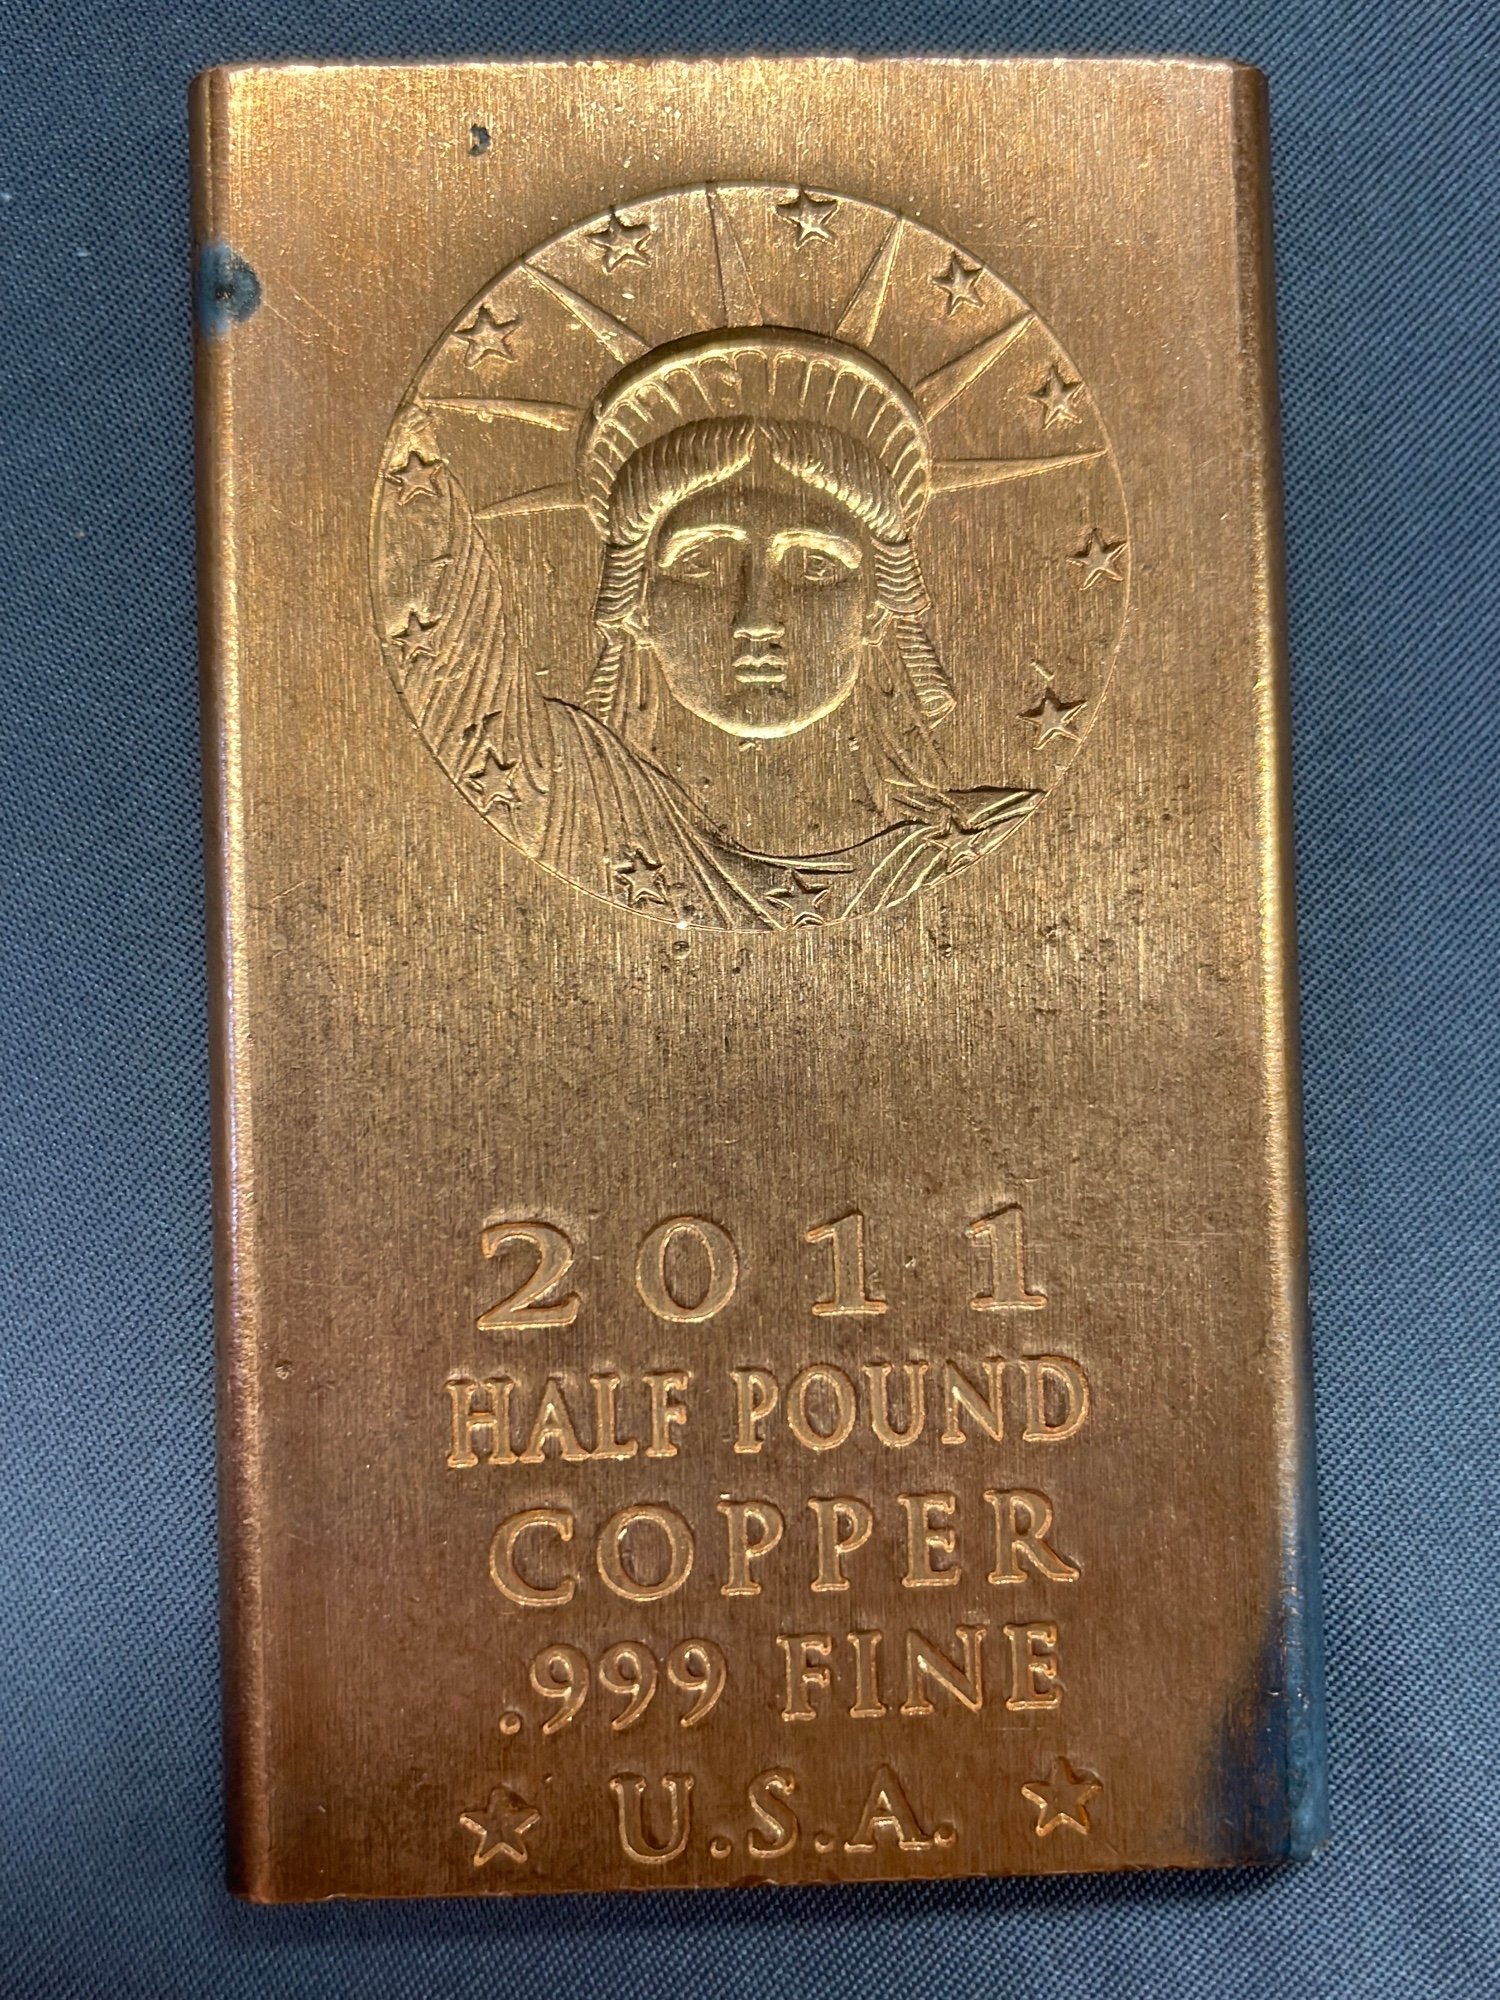 2011
HALF POUND
COPPER
.999 FINE
U.S.A.